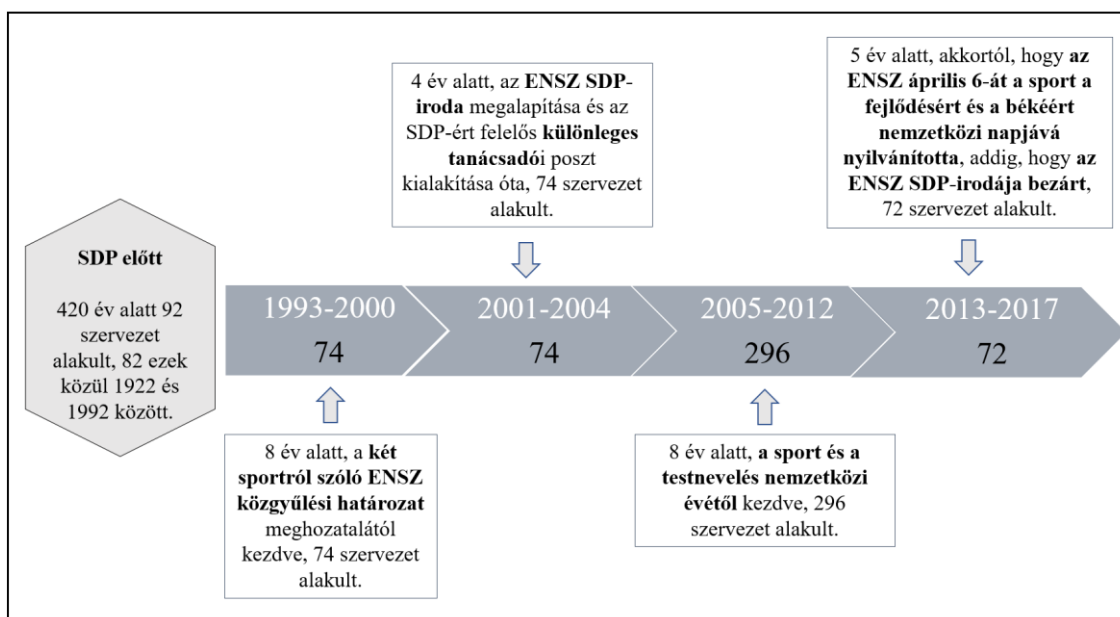 SDP előtt
420 év alatt 92
szervezet
alakult, 82 ezek
közül 1922 és
1992 között.
4 év alatt, az ENSZ SDP-
iroda megalapítása és az
SDP-ért felelős különleges
tanácsadói poszt
kialakítása óta, 74 szervezet
alakult.
5 év alatt, akkortól, hogy az
ENSZ április 6-át a sport a
fejlődésért és a békéért
nemzetközi napjává
nyilvánította, addig, hogy az
ENSZ SDP-irodája bezárt,
72 szervezet alakult.
1993-2000
74
2001-2004
74
2005-2012
296
2013-2017
72
8 év alatt, a két
sportról szóló ENSZ
közgyűlési határozat
meghozatalától
kezdve, 74 szervezet
alakult.
8 év alatt, a sport és a
testnevelés nemzetközi
évétől kezdve, 296
szervezet alakult.